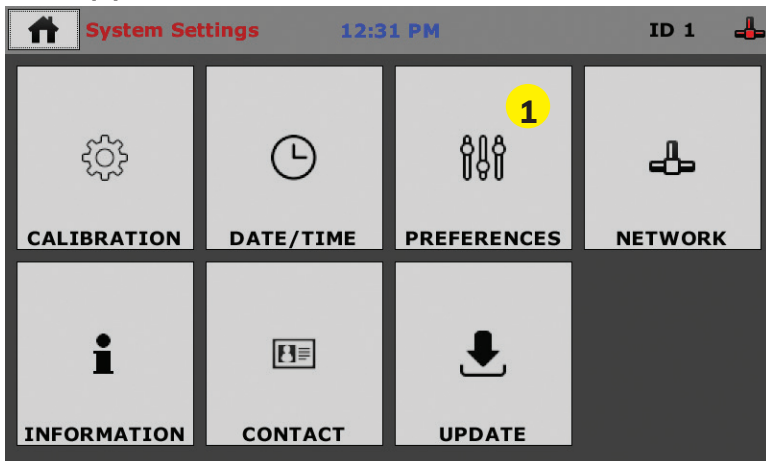 System Settings 12:31 PM ID 1
1
CALIBRATION DATE/TIME PREFERENCES NETWORK
INFORMATION CONTACT UPDATE